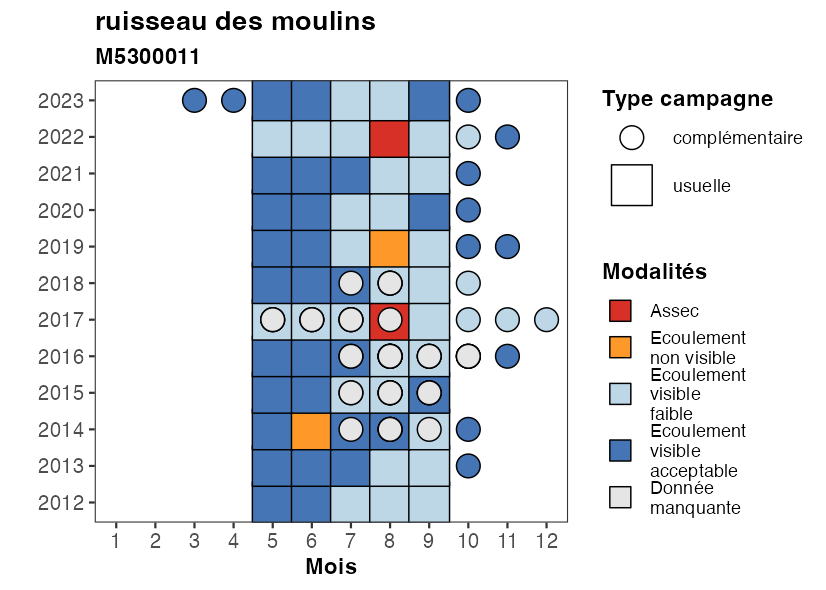 ruisseau des moulins
M5300011
2023
2022
2021
2020
2019
2018
2017
2016
2015
2014
2013
2012
1 2 3 4 5 6 7 8 9 10 11 12
Mois
Type campagne
complémentaire
usuelle
Modalités
Assec
Ecoulement
non visible
Ecoulement
visible
faible
Ecoulement
visible
acceptable
Donnée
manquante